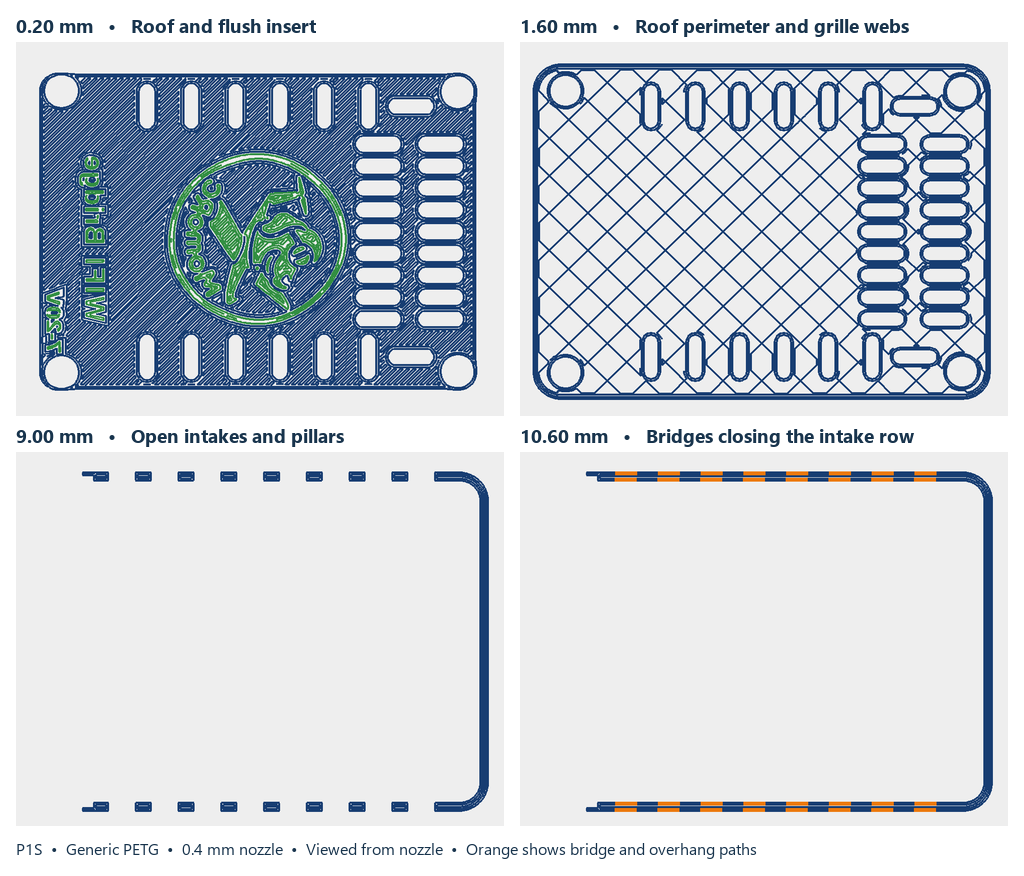 0.20 mm • Roof and flush insert
1.60 mm • Roof perimeter and grille webs
WIFI Bridge
9.00 mm • Open intakes and pillars
10.60 mm • Bridges closing the intake row
P1S • Generic PETG • 0.4 mm nozzle • Viewed from nozzle • Orange shows bridge and overhang paths